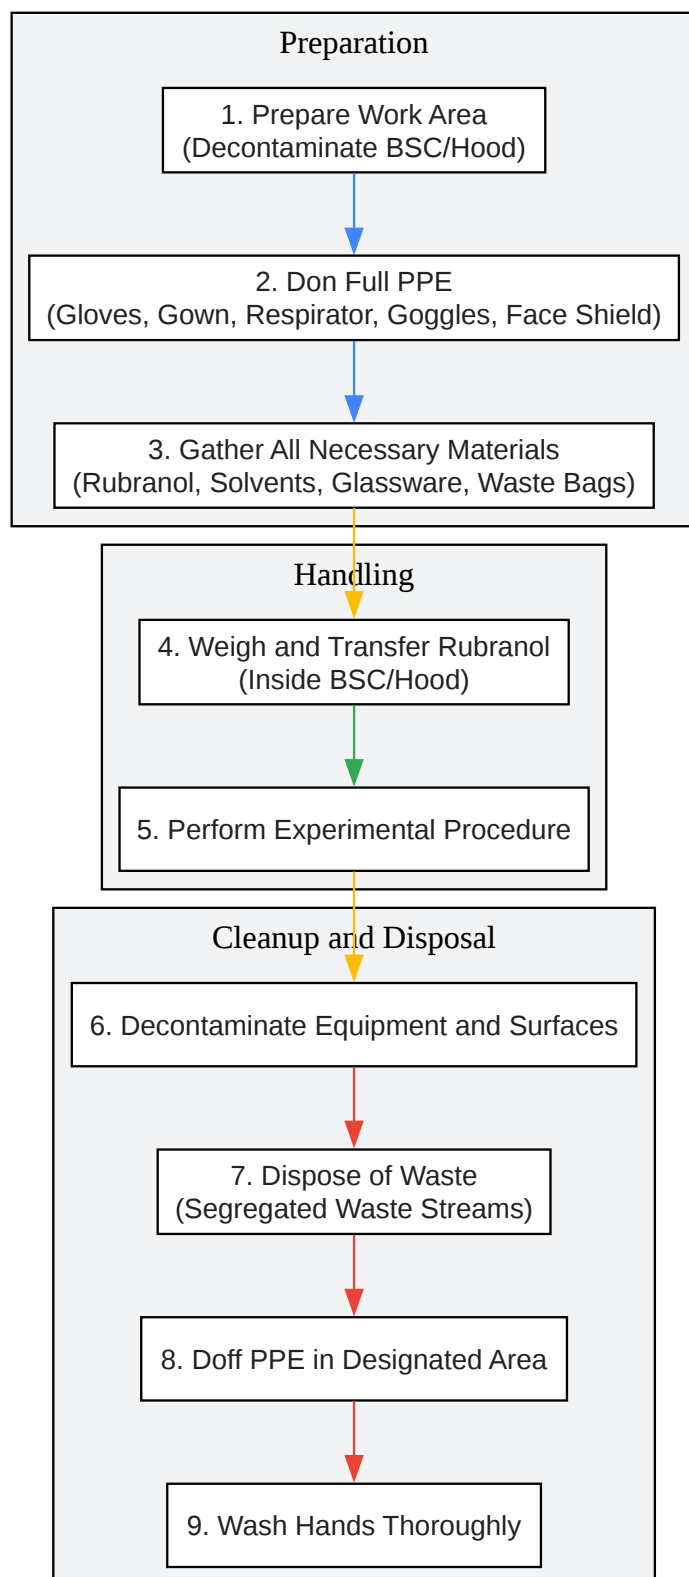 Preparation
1. Prepare Work Area
(Decontaminate BSC/Hood)
2. Don Full PPE
(Gloves, Gown, Respirator, Goggles, Face Shield)
3. Gather All Necessary Materials
(Rubranol, Solvents, Glassware, Waste Bags)
Handling
4. Weigh and Transfer Rubranol
(Inside BSC/Hood)
5. Perform Experimental Procedure
Cleanup and Disposal
6. Decontaminate Equipment and Surfaces
7. Dispose of Waste
(Segregated Waste Streams)
8. Doff PPE in Designated Area
9. Wash Hands Thoroughly